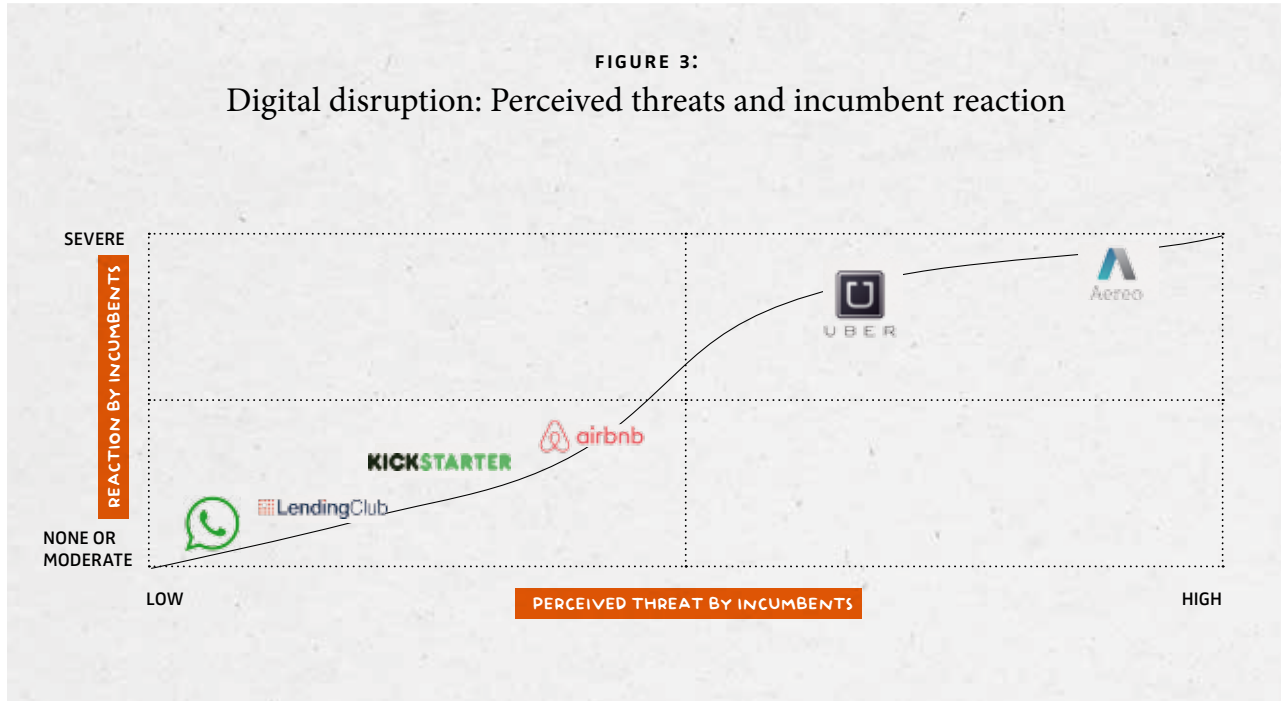 FIGURE 3:
Digital disruption: Perceived threats and incumbent reaction
SEVERE
REACTION BY INCUMBENTS
NONE OR
MODERATE
LendingClub
KICKSTARTER
airbnb
UBER
Aereo
LOW
PERCEIVED THREAT BY INCUMBENTS
HIGH